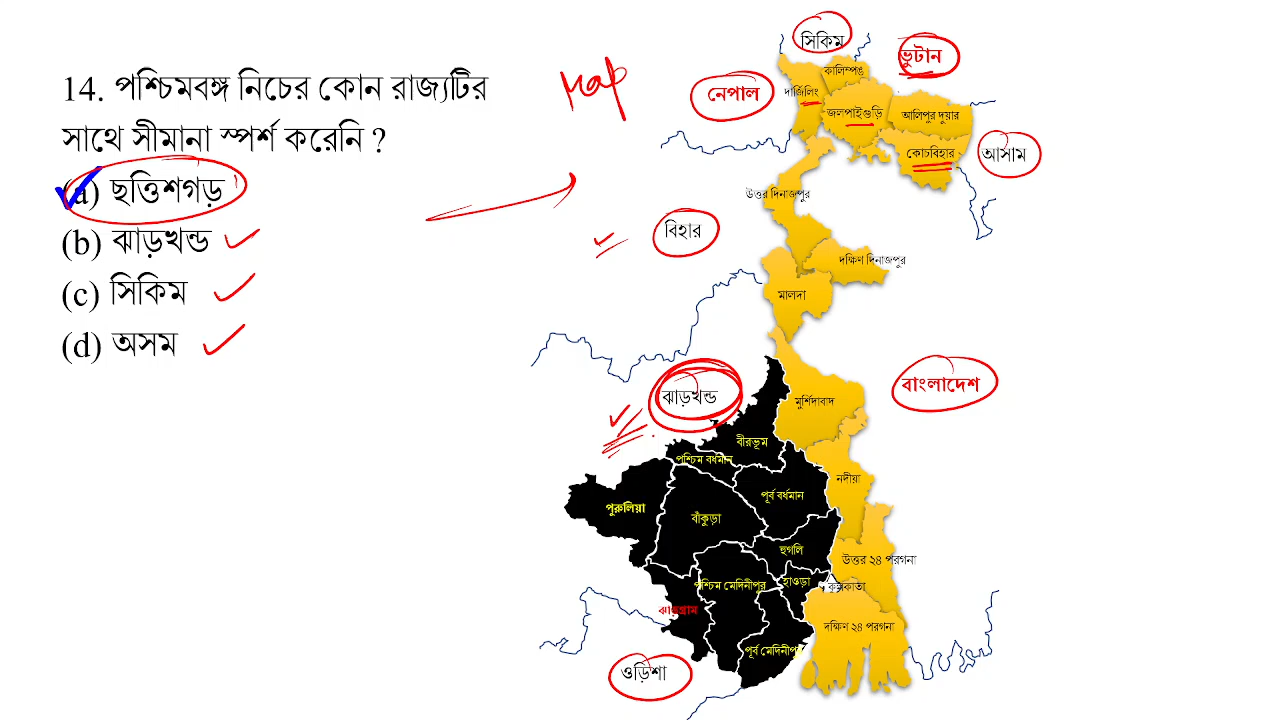 14. পশ্চিমবঙ্গ নিচের কোন রাজ্যটির
সাথে সীমানা স্পর্শ করেনি ?
(a) ছত্তিশগড়
(b) ঝাড়খন্ড
(c) সিকিম
(d) অসম
Map
সিকিম
ভুটান
কালিম্পঙ
নেপাল
দার্জিলিং
জলপাইগুড়ি
আলিপুর দুয়ার
কোচবিহার
আসাম
উত্তর দিনাজপুর
বিহার
দক্ষিণ দিনাজপুর
মালদা
ঝাড়খন্ড
বাংলাদেশ
মুর্শিদাবাদ
বীরভূম
পশ্চিম বর্ধমান
নদীয়া
পূর্ব বর্ধমান
পুরুলিয়া
বাঁকুড়া
হুগলি
উত্তর ২৪ পরগনা
পশ্চিম মেদিনীপুর
হাওড়া
কলকাতা
ঝাড়গ্রাম
দক্ষিণ ২৪ পরগনা
পূর্ব মেদিনীপুর
ওড়িশা